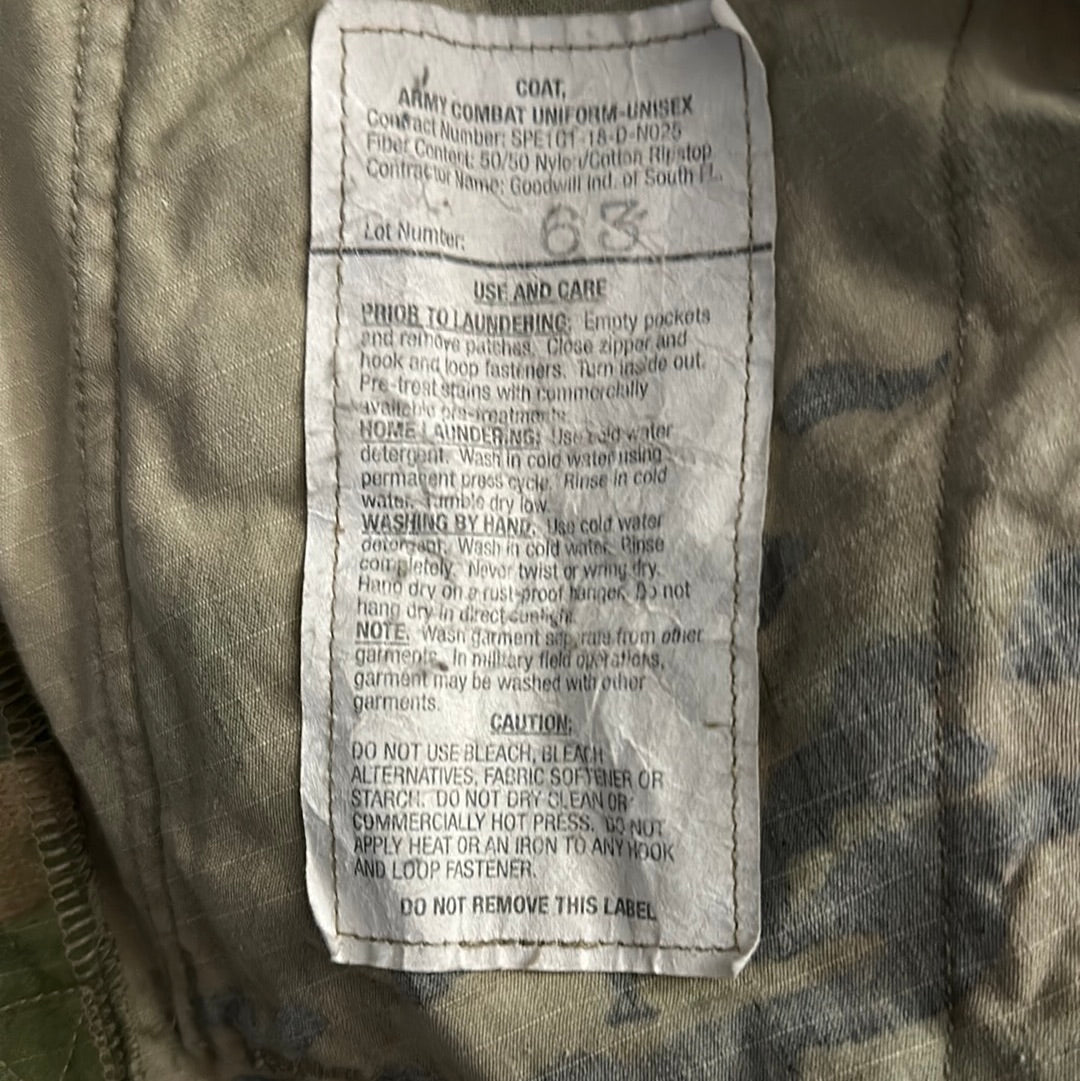 COAT,
ARMY COMBAT UNIFORM-UNISEX
Contract Number: SPE1C1-18-D-N025
Fiber Content: 50/50 Nylon/Cotton Ripstop
Contractor Name: Goodwill Ind. of South FL.
Lot Number: 63
USE AND CARE
PRIOR TO LAUNDERING: Empty pockets
and remove patches. Close zipper and
hook and loop fasteners. Turn inside out.
Pre-treat stains with commercially
available pre-treatments
HOME LAUNDERING: Use cold water
detergent. Wash in cold water using
permanent press cycle. Rinse in cold
water. Tumble dry low.
WASHING BY HAND: Use cold water
detergent. Wash in cold water. Rinse
completely. Never twist or wring dry.
Hang dry on a rust-proof hanger. Do not
hang dry in direct sunlight.
NOTE: Wash garment separate from other
garments. In military field operations,
garment may be washed with other
garments.
CAUTION:
DO NOT USE BLEACH, BLEACH
ALTERNATIVES, FABRIC SOFTENER OR
STARCH. DO NOT DRY CLEAN OR
COMMERCIALLY HOT PRESS. DO NOT
APPLY HEAT OR AN IRON TO ANY HOOK
AND LOOP FASTENER.
DO NOT REMOVE THIS LABEL